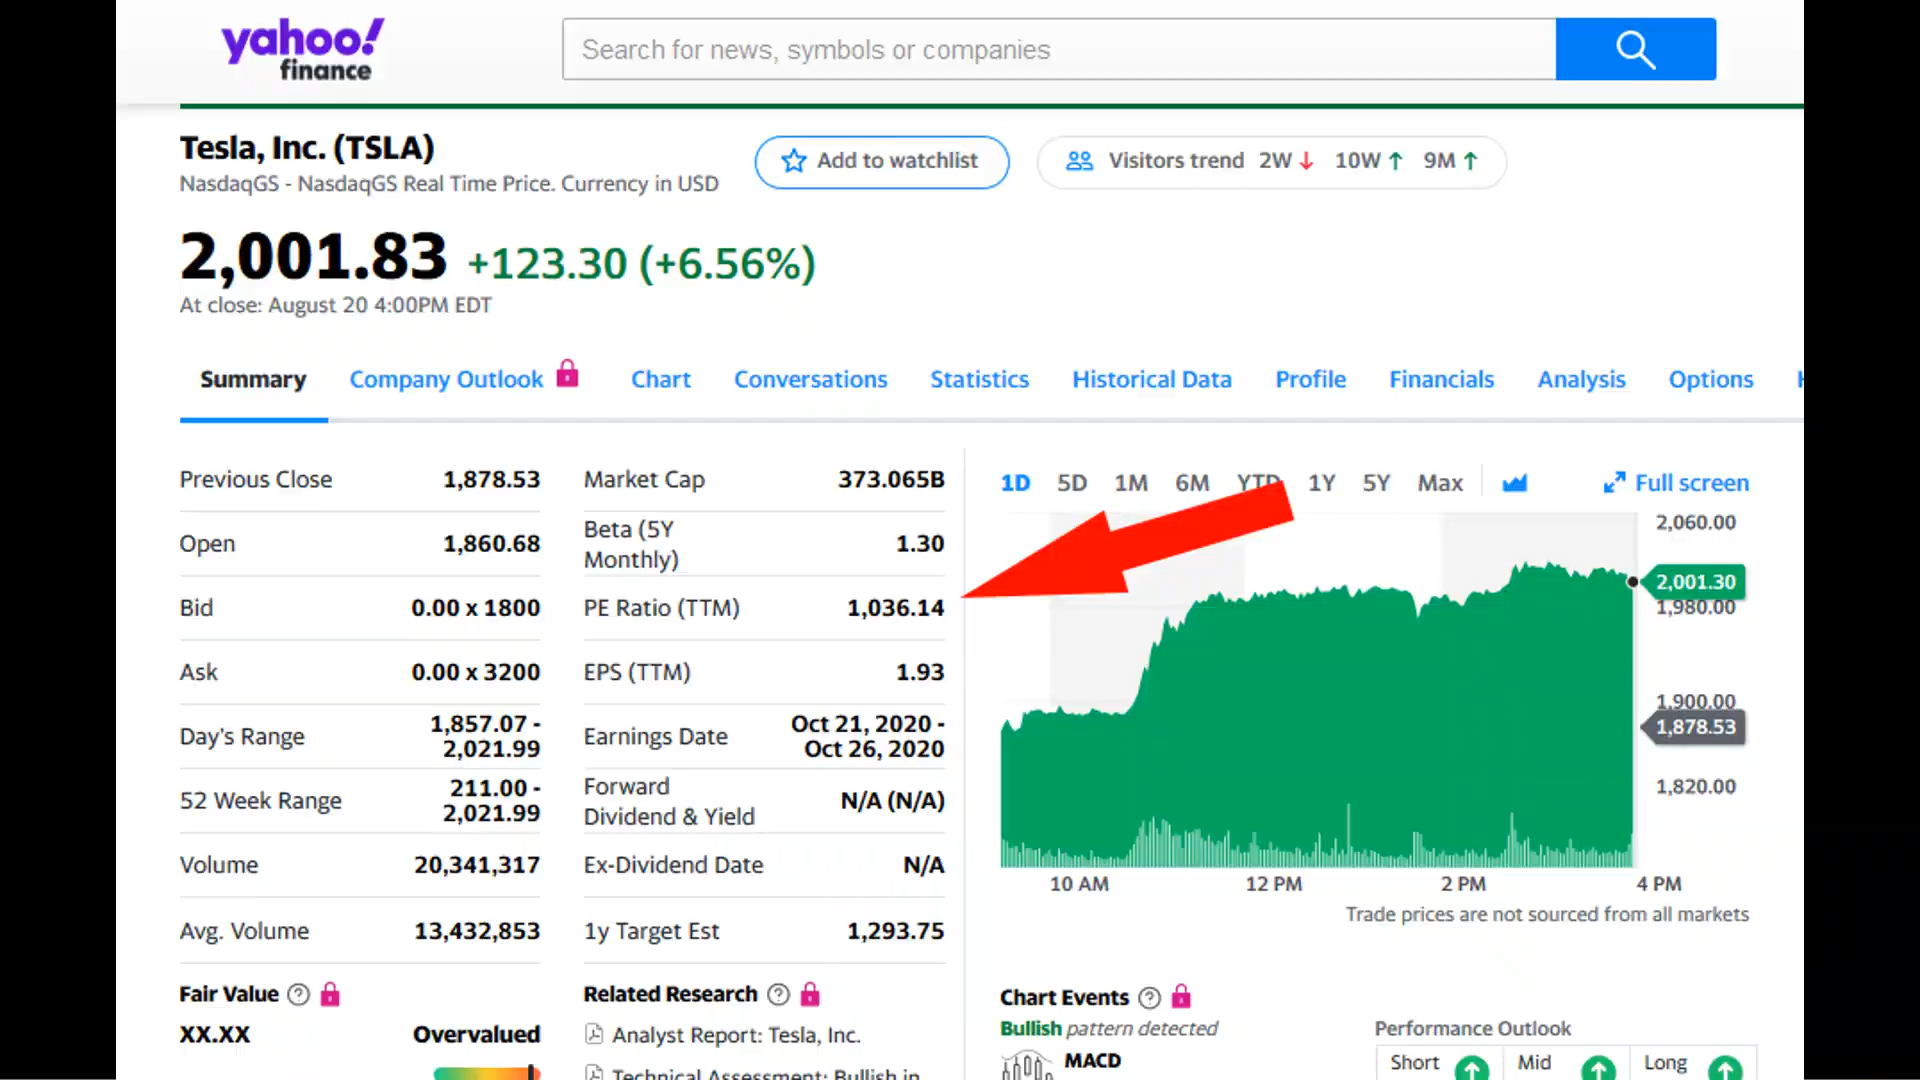 yahoo!
finance
Search for news, symbols or companies
Tesla, Inc. (TSLA)
NasdaqGS - NasdaqGS Real Time Price. Currency in USD
Add to watchlist
Visitors trend 2W 10W 9M
2,001.83 +123.30 (+6.56%)
At close: August 20 4:00PM EDT
Summary Company Outlook Chart Conversations Statistics Historical Data Profile Financials Analysis Options
Previous Close 1,878.53
Open 1,860.68
Bid 0.00 x 1800
Ask 0.00 x 3200
Day's Range 1,857.07 -
2,021.99
52 Week Range 211.00 -
2,021.99
Volume 20,341,317
Avg. Volume 13,432,853
Market Cap 373.065B
Beta (5Y
Monthly) 1.30
PE Ratio (TTM) 1,036.14
EPS (TTM) 1.93
Earnings Date Oct 21, 2020 -
Oct 26, 2020
Forward
Dividend & Yield N/A (N/A)
Ex-Dividend Date N/A
1y Target Est 1,293.75
1D 5D 1M 6M YTD 1Y 5Y Max Full screen
2,060.00
2,001.30
1,980.00
1,900.00
1,878.53
1,820.00
10 AM 12 PM 2 PM 4 PM
Trade prices are not sourced from all markets
Fair Value
XX.XX Overvalued
Related Research
Analyst Report: Tesla, Inc.
Technical Assessment: Bullish in
Chart Events
Bullish pattern detected
MACD
Performance Outlook
Short Mid Long